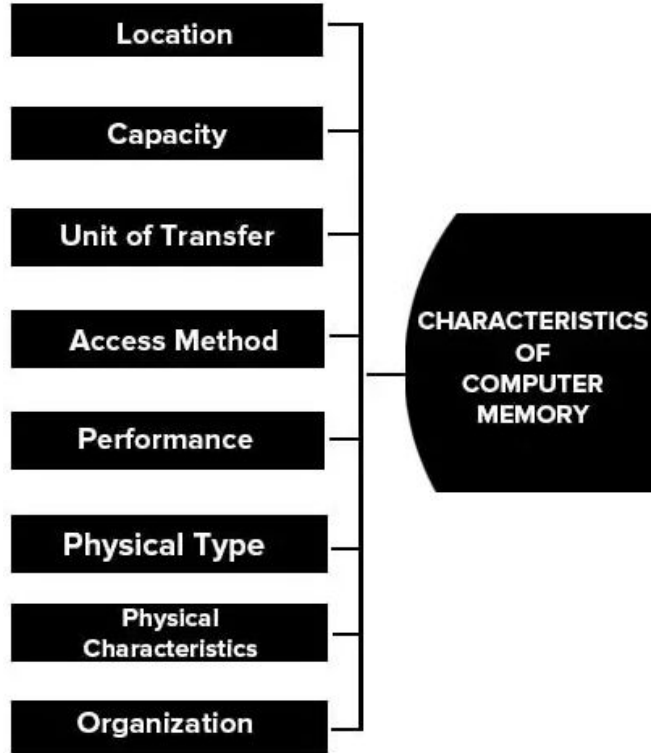 Location
Capacity
Unit of Transfer
Access Method
Performance
Physical Type
Physical
Characteristics
Organization
CHARACTERISTICS
OF
COMPUTER
MEMORY